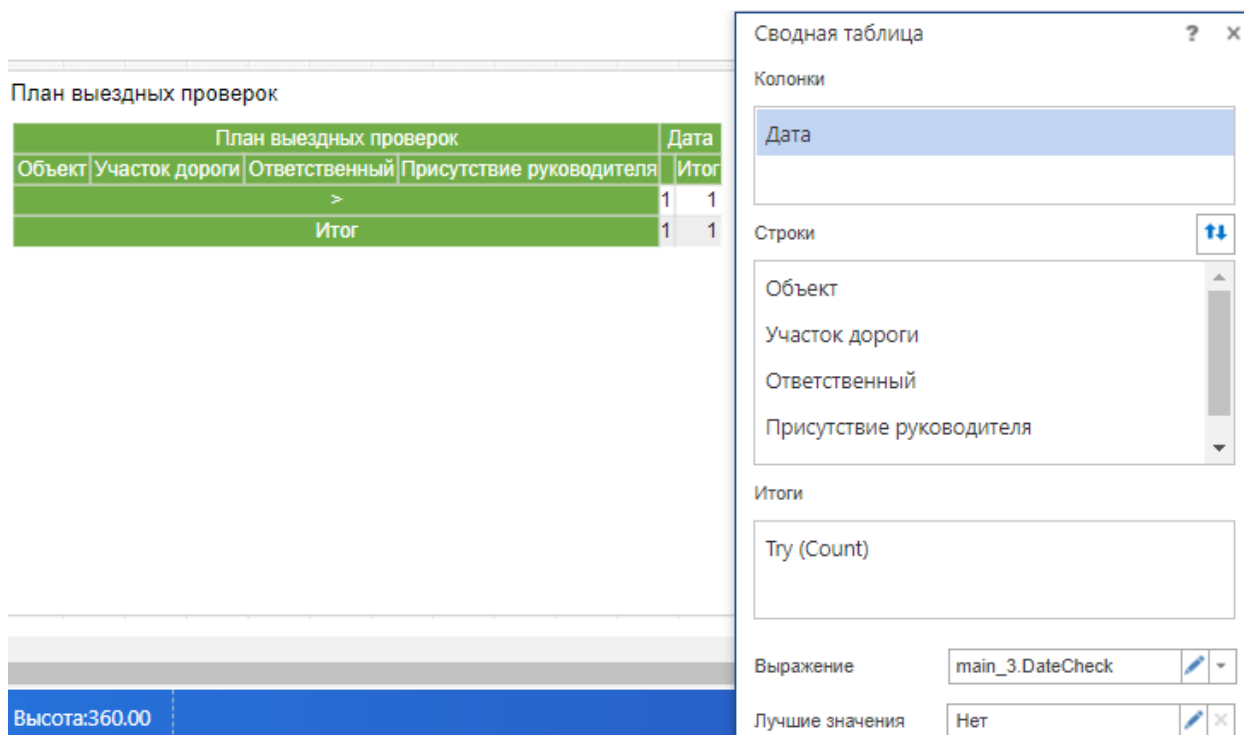 План выездных проверок
План выездных проверок Дата
Объект Участок дороги Ответственный Присутствие руководителя Итог
> 1 1
Итог 1 1
Высота:360.00
Сводная таблица ? ×
Колонки
Дата
Строки
Объект
Участок дороги
Ответственный
Присутствие руководителя
Итоги
Try (Count)
Выражение main_3.DateCheck
Лучшие значения Нет